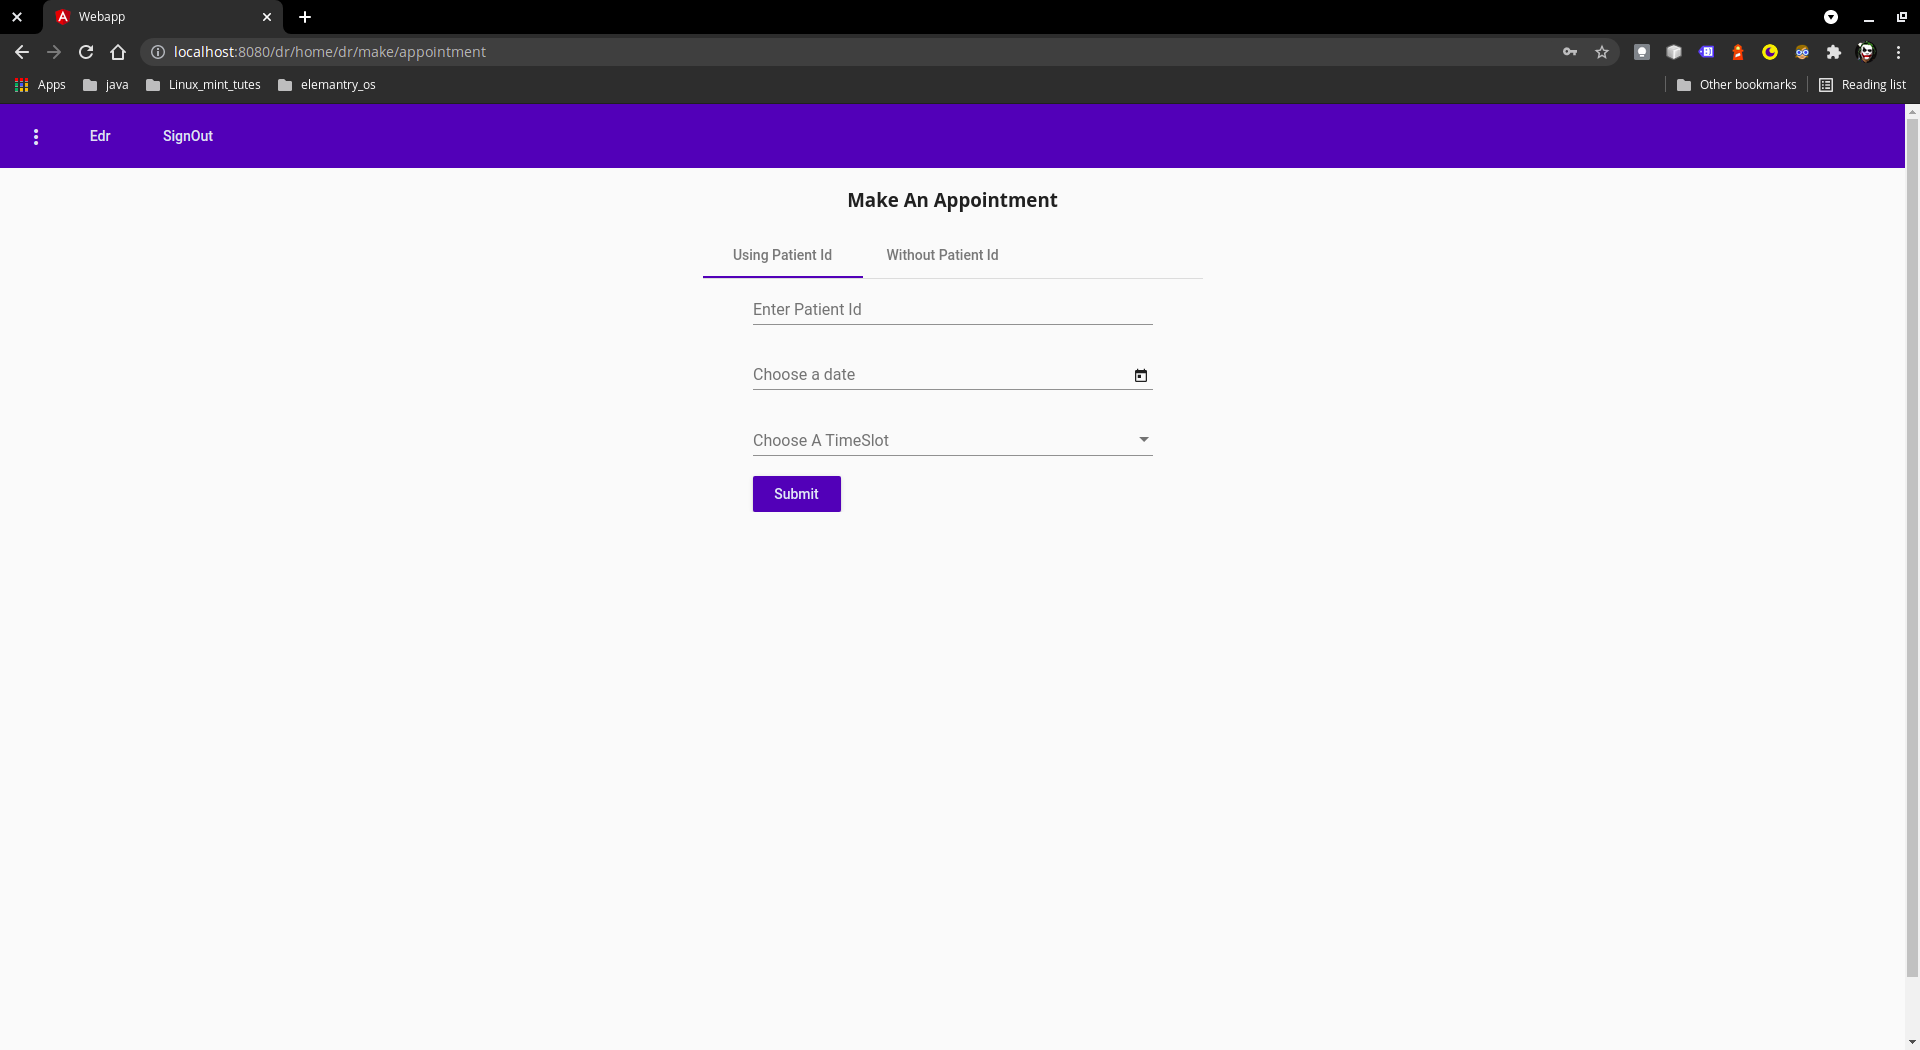 Webapp
localhost:8080/dr/home/dr/make/appointment
Apps java Linux_mint_tutes elemantry_os Other bookmarks Reading list
Edr SignOut
Make An Appointment
Using Patient Id Without Patient Id
Enter Patient Id
Choose a date
Choose A TimeSlot
Submit